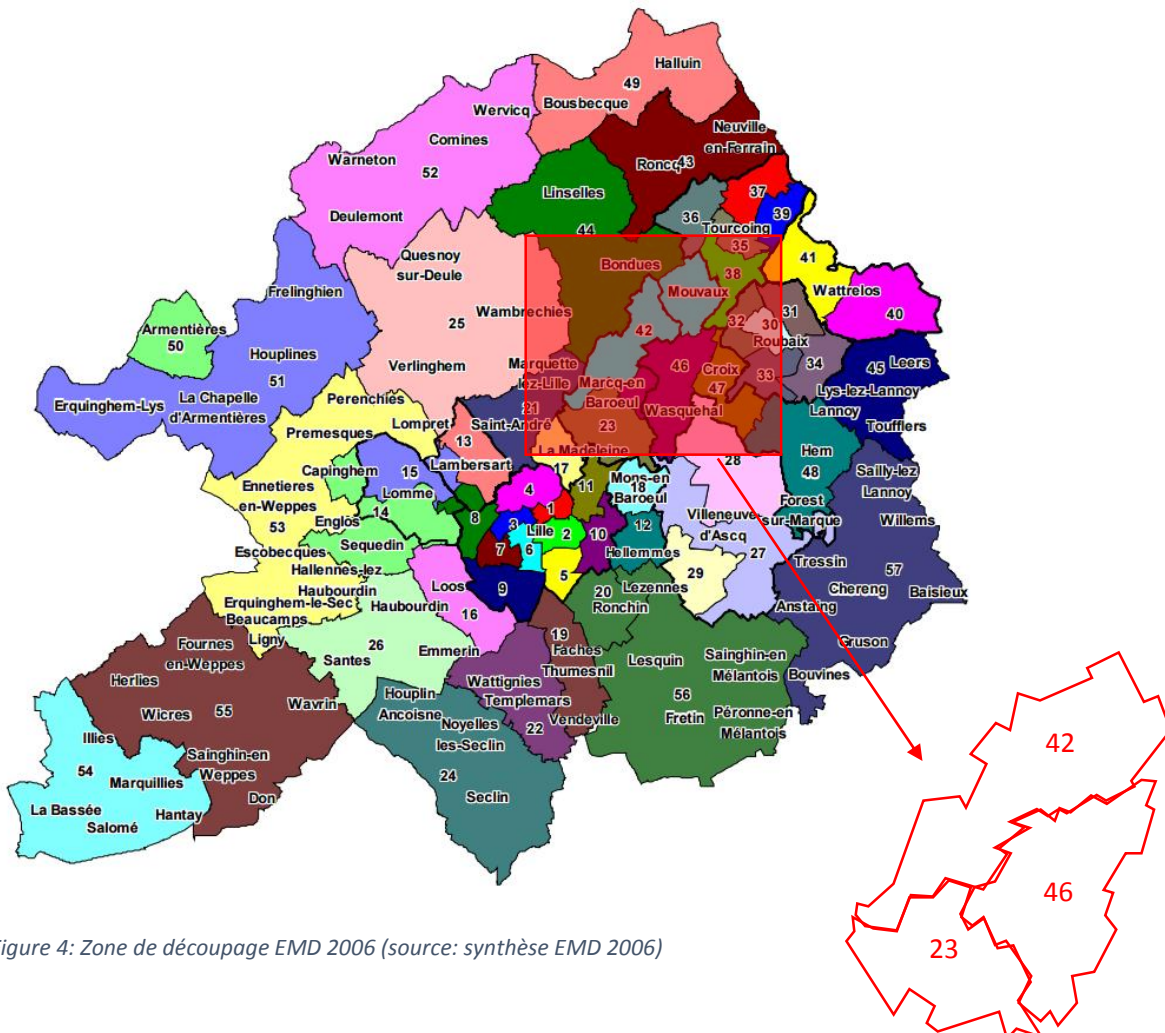 Halluin
49
Bousbecque
Wervicq
Comines
Neuville
en-Ferrain
Roncq
43
Warneton
52
Linselles
37
Deulemont
36
39
Tourcoing
44
35
Quesnoy
sur-Deule
Bondues
38
41
Wattrelos
Frelinghien
Mouvaux
Armentières
50
Wambrechies
25
42
32
31
30
Roubaix
40
Houplines
51
Verlinghem
Marquette
lez-Lille
46
Croix
47
33
34
45
Leers
Lys-lez-Lannoy
Erquinghem-Lys
La Chapelle
d'Armentières
Perenchies
Marcq-en
Baroeul
Lannoy
Premesques
Lompret
21
Saint-André
23
Wasquehal
Toufflers
13
La Madeleine
Hem
48
Capinghem
15
Lambersart
17
28
Sailly-lez
Lannoy
Ennetieres
en-Weppes
Lomme
4
11
Mons-en
18
Baroeul
Forest
sur-Marque
Willems
53
14
8
1
Villeneuve
d'Ascq
Englos
3
Lille
2
10
12
27
Escobecques
Sequedin
7
6
Hellemmes
Tressin
57
Hallennes-lez
Haubourdin
Loos
9
5
20
Lezennes
29
Chereng
Baisieux
Erquinghem-le-Sec
Haubourdin
16
Ronchin
Anstaing
Beaucamps
Ligny
Fournes
en-Weppes
26
Santes
Emmerin
19
Faches
Thumesnil
Lesquin
Sainghin-en
Mélantois
Gruson
Bouvines
Herlies
Wattignies
Templemars
56
Fretin
Wicres
55
Wavrin
Houplin-
Ancoisne
Noyelles
les-Seclin
22
Vendeville
Péronne-en
Mélantois
Illies
54
Sainghin-en
Weppes
24
Marquillies
Seclin
La Bassée
Hantay
Don
Salomé
42
46
23
igure 4: Zone de découpage EMD 2006 (source: synthèse EMD 2006)